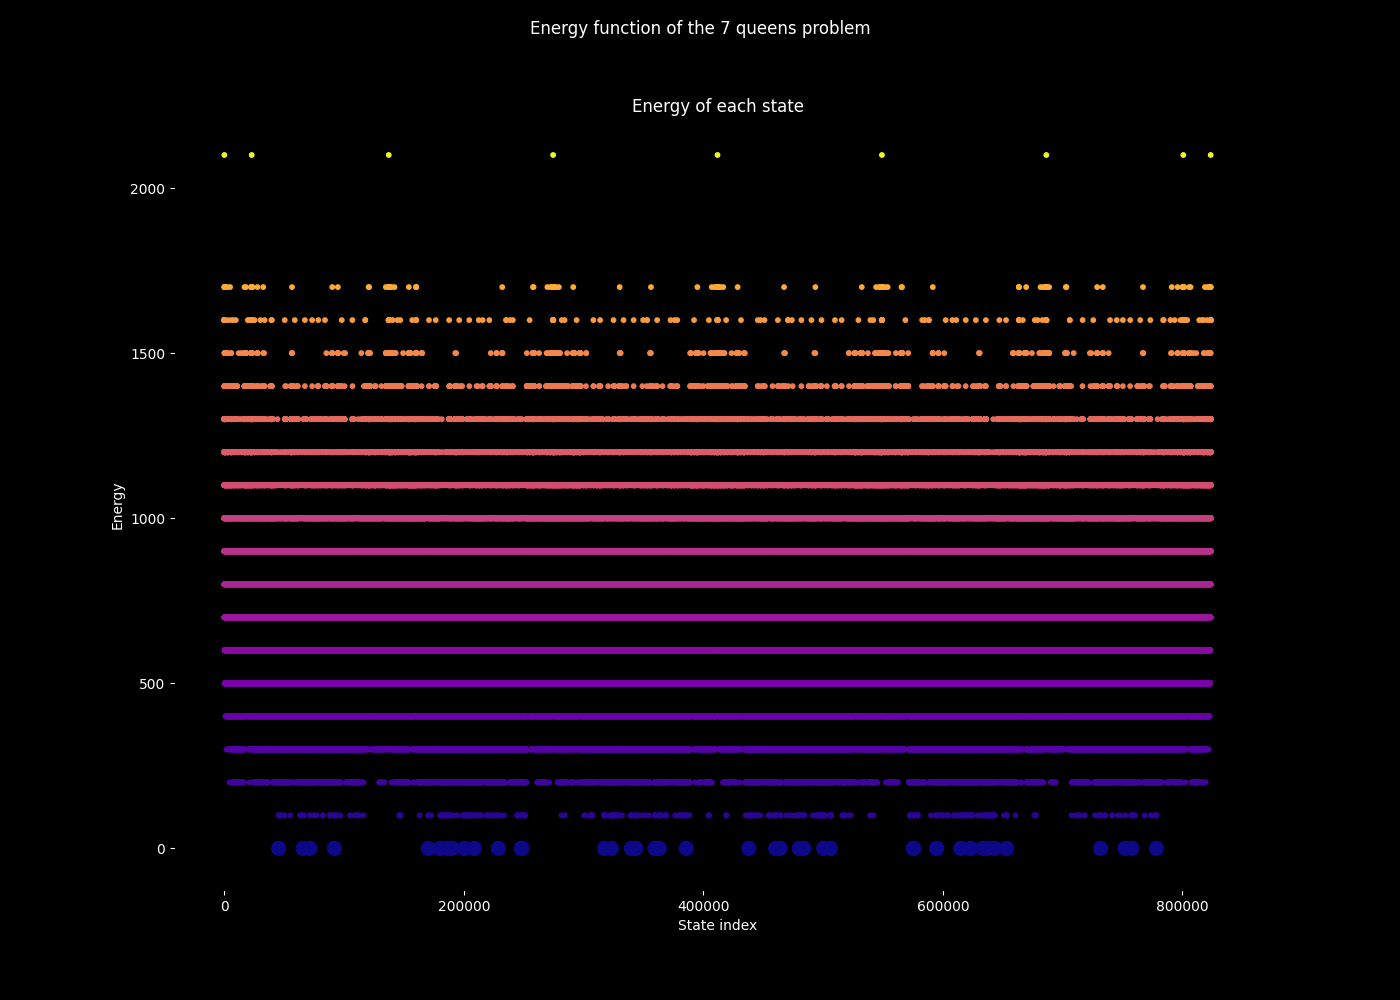 Energy function of the 7 queens problem
Energy of each state
2000
1500
1000
500
0
Energy
0 200000 400000 600000 800000
State index